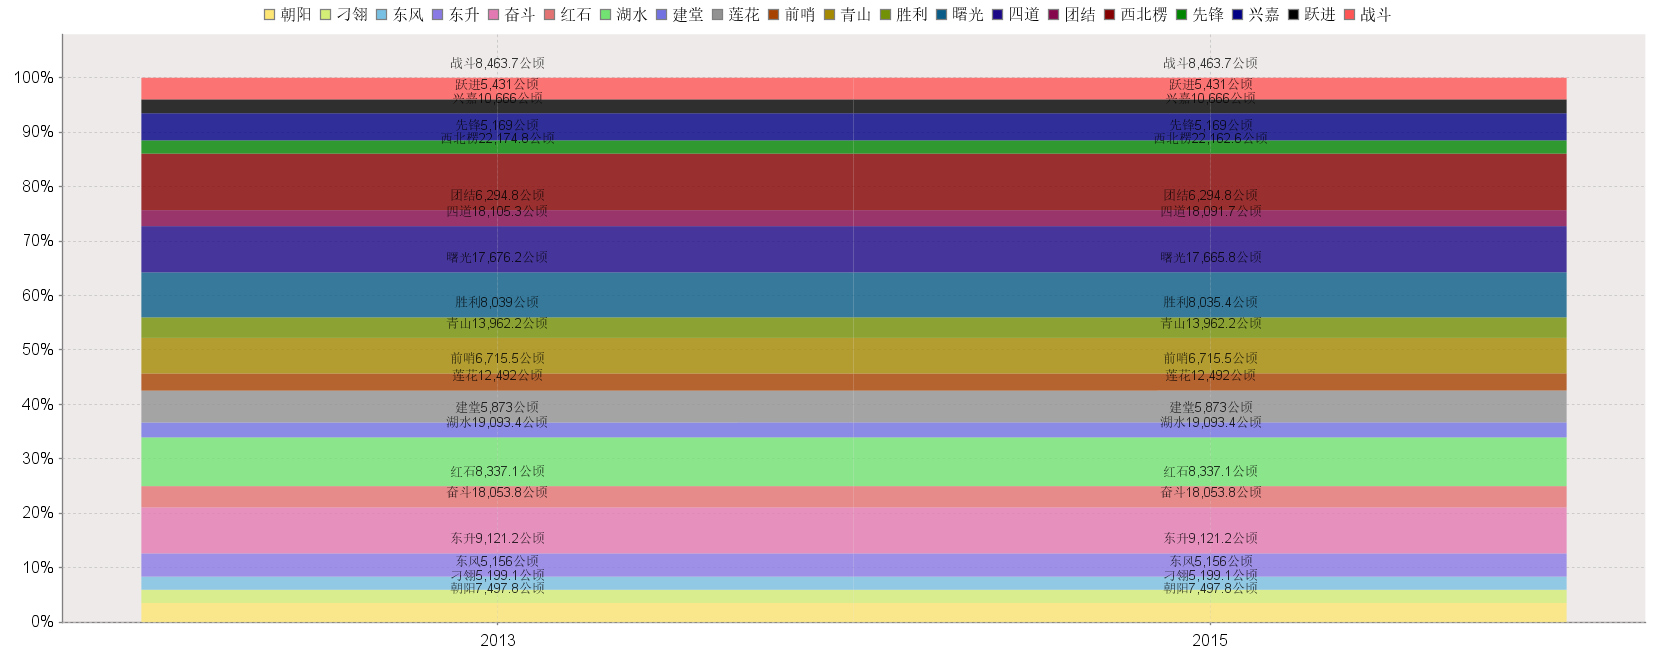 朝阳 刁翎 东风 东升 奋斗 红石 湖水 建堂 莲花 前哨 青山 胜利 曙光 四道 团结 西北楞 先锋 兴嘉 跃进 战斗
战斗8,463.7公顷 战斗8,463.7公顷
100%
跃进5,431公顷 跃进5,431公顷
兴嘉10,666公顷 兴嘉10,666公顷
先锋5,169公顷 先锋5,169公顷
90%
西北楞22,174.8公顷 西北楞22,162.6公顷
80%
团结6,294.8公顷 团结6,294.8公顷
四道18,105.3公顷 四道18,091.7公顷
70%
曙光17,676.2公顷 曙光17,665.8公顷
60%
胜利8,039公顷 胜利8,035.4公顷
青山13,962.2公顷 青山13,962.2公顷
50%
前哨6,715.5公顷 前哨6,715.5公顷
莲花12,492公顷 莲花12,492公顷
40%
建堂5,873公顷 建堂5,873公顷
湖水19,093.4公顷 湖水19,093.4公顷
30%
红石8,337.1公顷 红石8,337.1公顷
奋斗18,053.8公顷 奋斗18,053.8公顷
20%
东升9,121.2公顷 东升9,121.2公顷
东风5,156公顷 东风5,156公顷
10%
刁翎5,199.1公顷 刁翎5,199.1公顷
朝阳7,497.8公顷 朝阳7,497.8公顷
0%
2013 2015